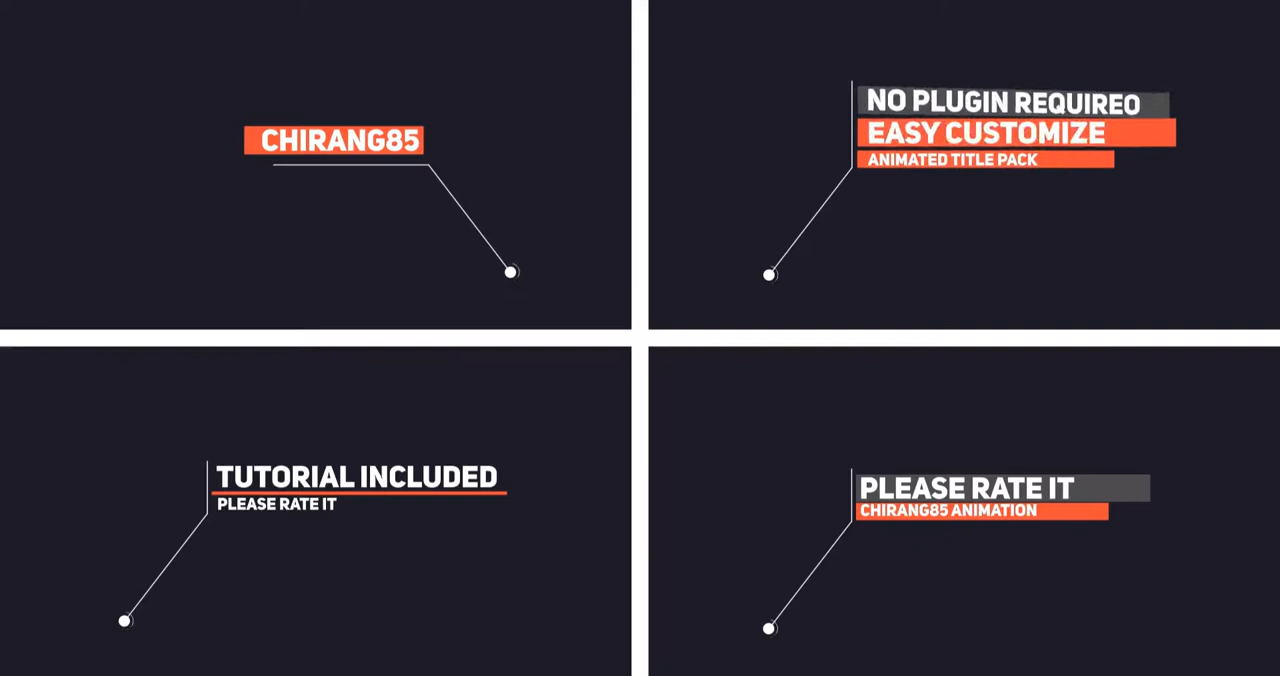 CHIRANG85
NO PLUGIN REQUIREO
EASY CUSTOMIZE
ANIMATED TITLE PACK
TUTORIAL INCLUDED
PLEASE RATE IT
PLEASE RATE IT
CHIRANG85 ANIMATION